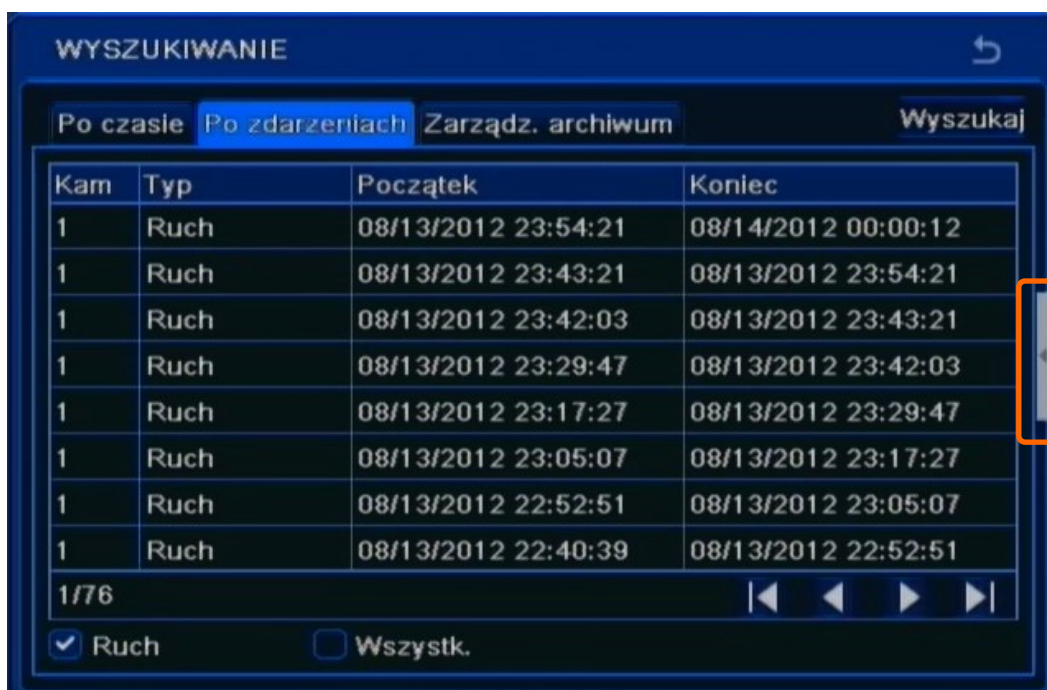 WYSZUKIWANIE
Po czasie Po zdarzeniach Zarządz. archiwum Wyszukaj
Kam Typ Początek Koniec
1 Ruch 08/13/2012 23:54:21 08/14/2012 00:00:12
1 Ruch 08/13/2012 23:43:21 08/13/2012 23:54:21
1 Ruch 08/13/2012 23:42:03 08/13/2012 23:43:21
1 Ruch 08/13/2012 23:29:47 08/13/2012 23:42:03
1 Ruch 08/13/2012 23:17:27 08/13/2012 23:29:47
1 Ruch 08/13/2012 23:05:07 08/13/2012 23:17:27
1 Ruch 08/13/2012 22:52:51 08/13/2012 23:05:07
1 Ruch 08/13/2012 22:40:39 08/13/2012 22:52:51
1/76
Ruch Wszystk.